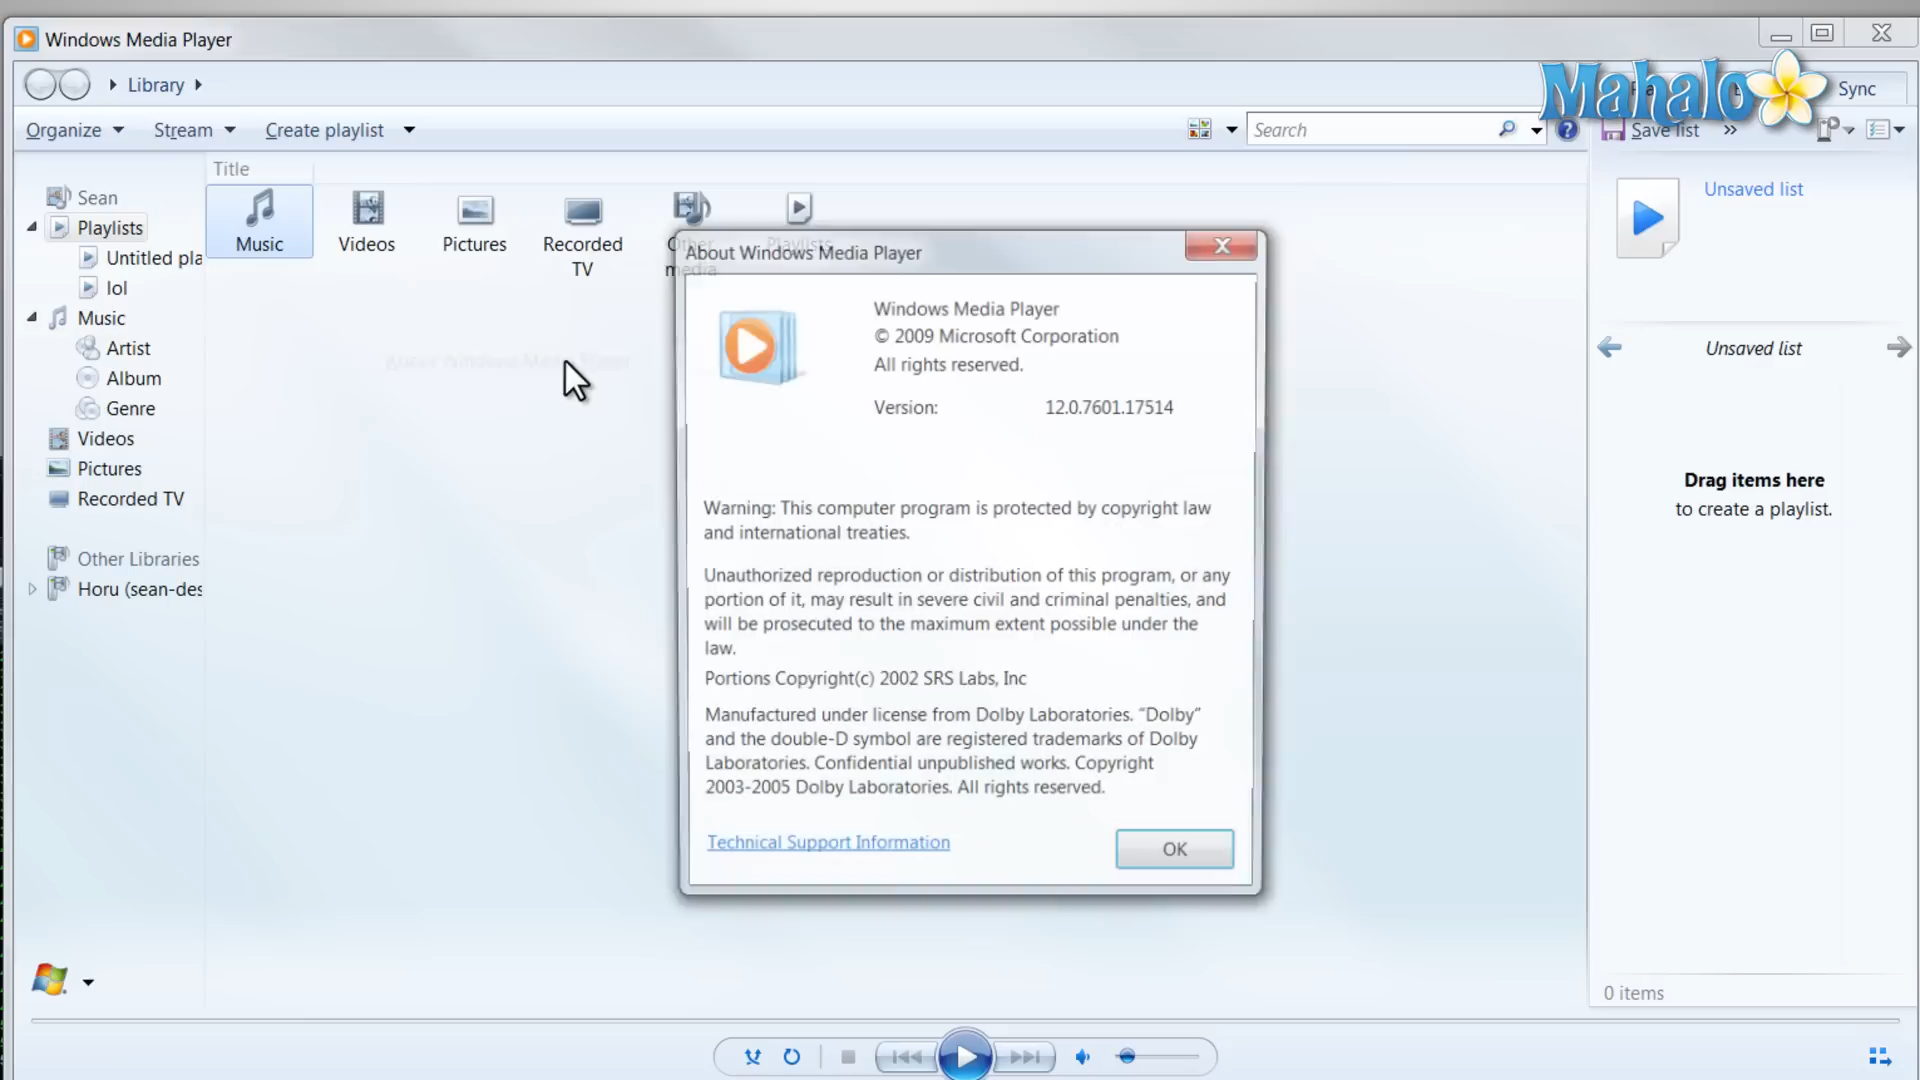 Windows Media Player
Library
Mahalo
Sync
Organize
Stream
Create playlist
Search
Save list
Title
Sean
Playlists
Untitled pla
lol
Music
Artist
Album
Genre
Videos
Pictures
Recorded TV
Other Libraries
Horu (sean-des
Music
Videos
Pictures
Recorded
TV
Other
media
Playlists
About Windows Media Player
About Windows Media Player
Windows Media Player
© 2009 Microsoft Corporation
All rights reserved.
Version: 12.0.7601.17514
Warning: This computer program is protected by copyright law
and international treaties.
Unauthorized reproduction or distribution of this program, or any
portion of it, may result in severe civil and criminal penalties, and
will be prosecuted to the maximum extent possible under the
law.
Portions Copyright(c) 2002 SRS Labs, Inc
Manufactured under license from Dolby Laboratories. “Dolby”
and the double-D symbol are registered trademarks of Dolby
Laboratories. Confidential unpublished works. Copyright
2003-2005 Dolby Laboratories. All rights reserved.
Technical Support Information
OK
Unsaved list
Unsaved list
Drag items here
to create a playlist.
0 items